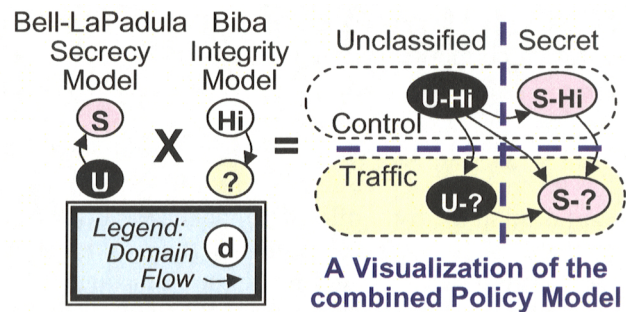 Bell-LaPadula
Secrecy
Model
Biba
Integrity
Model
S
U
X
Hi
?
=
Unclassified
Secret
U-Hi
S-Hi
Control
Traffic
U-?
S-?
Legend:
Domain d
Flow
A Visualization of the
combined Policy Model